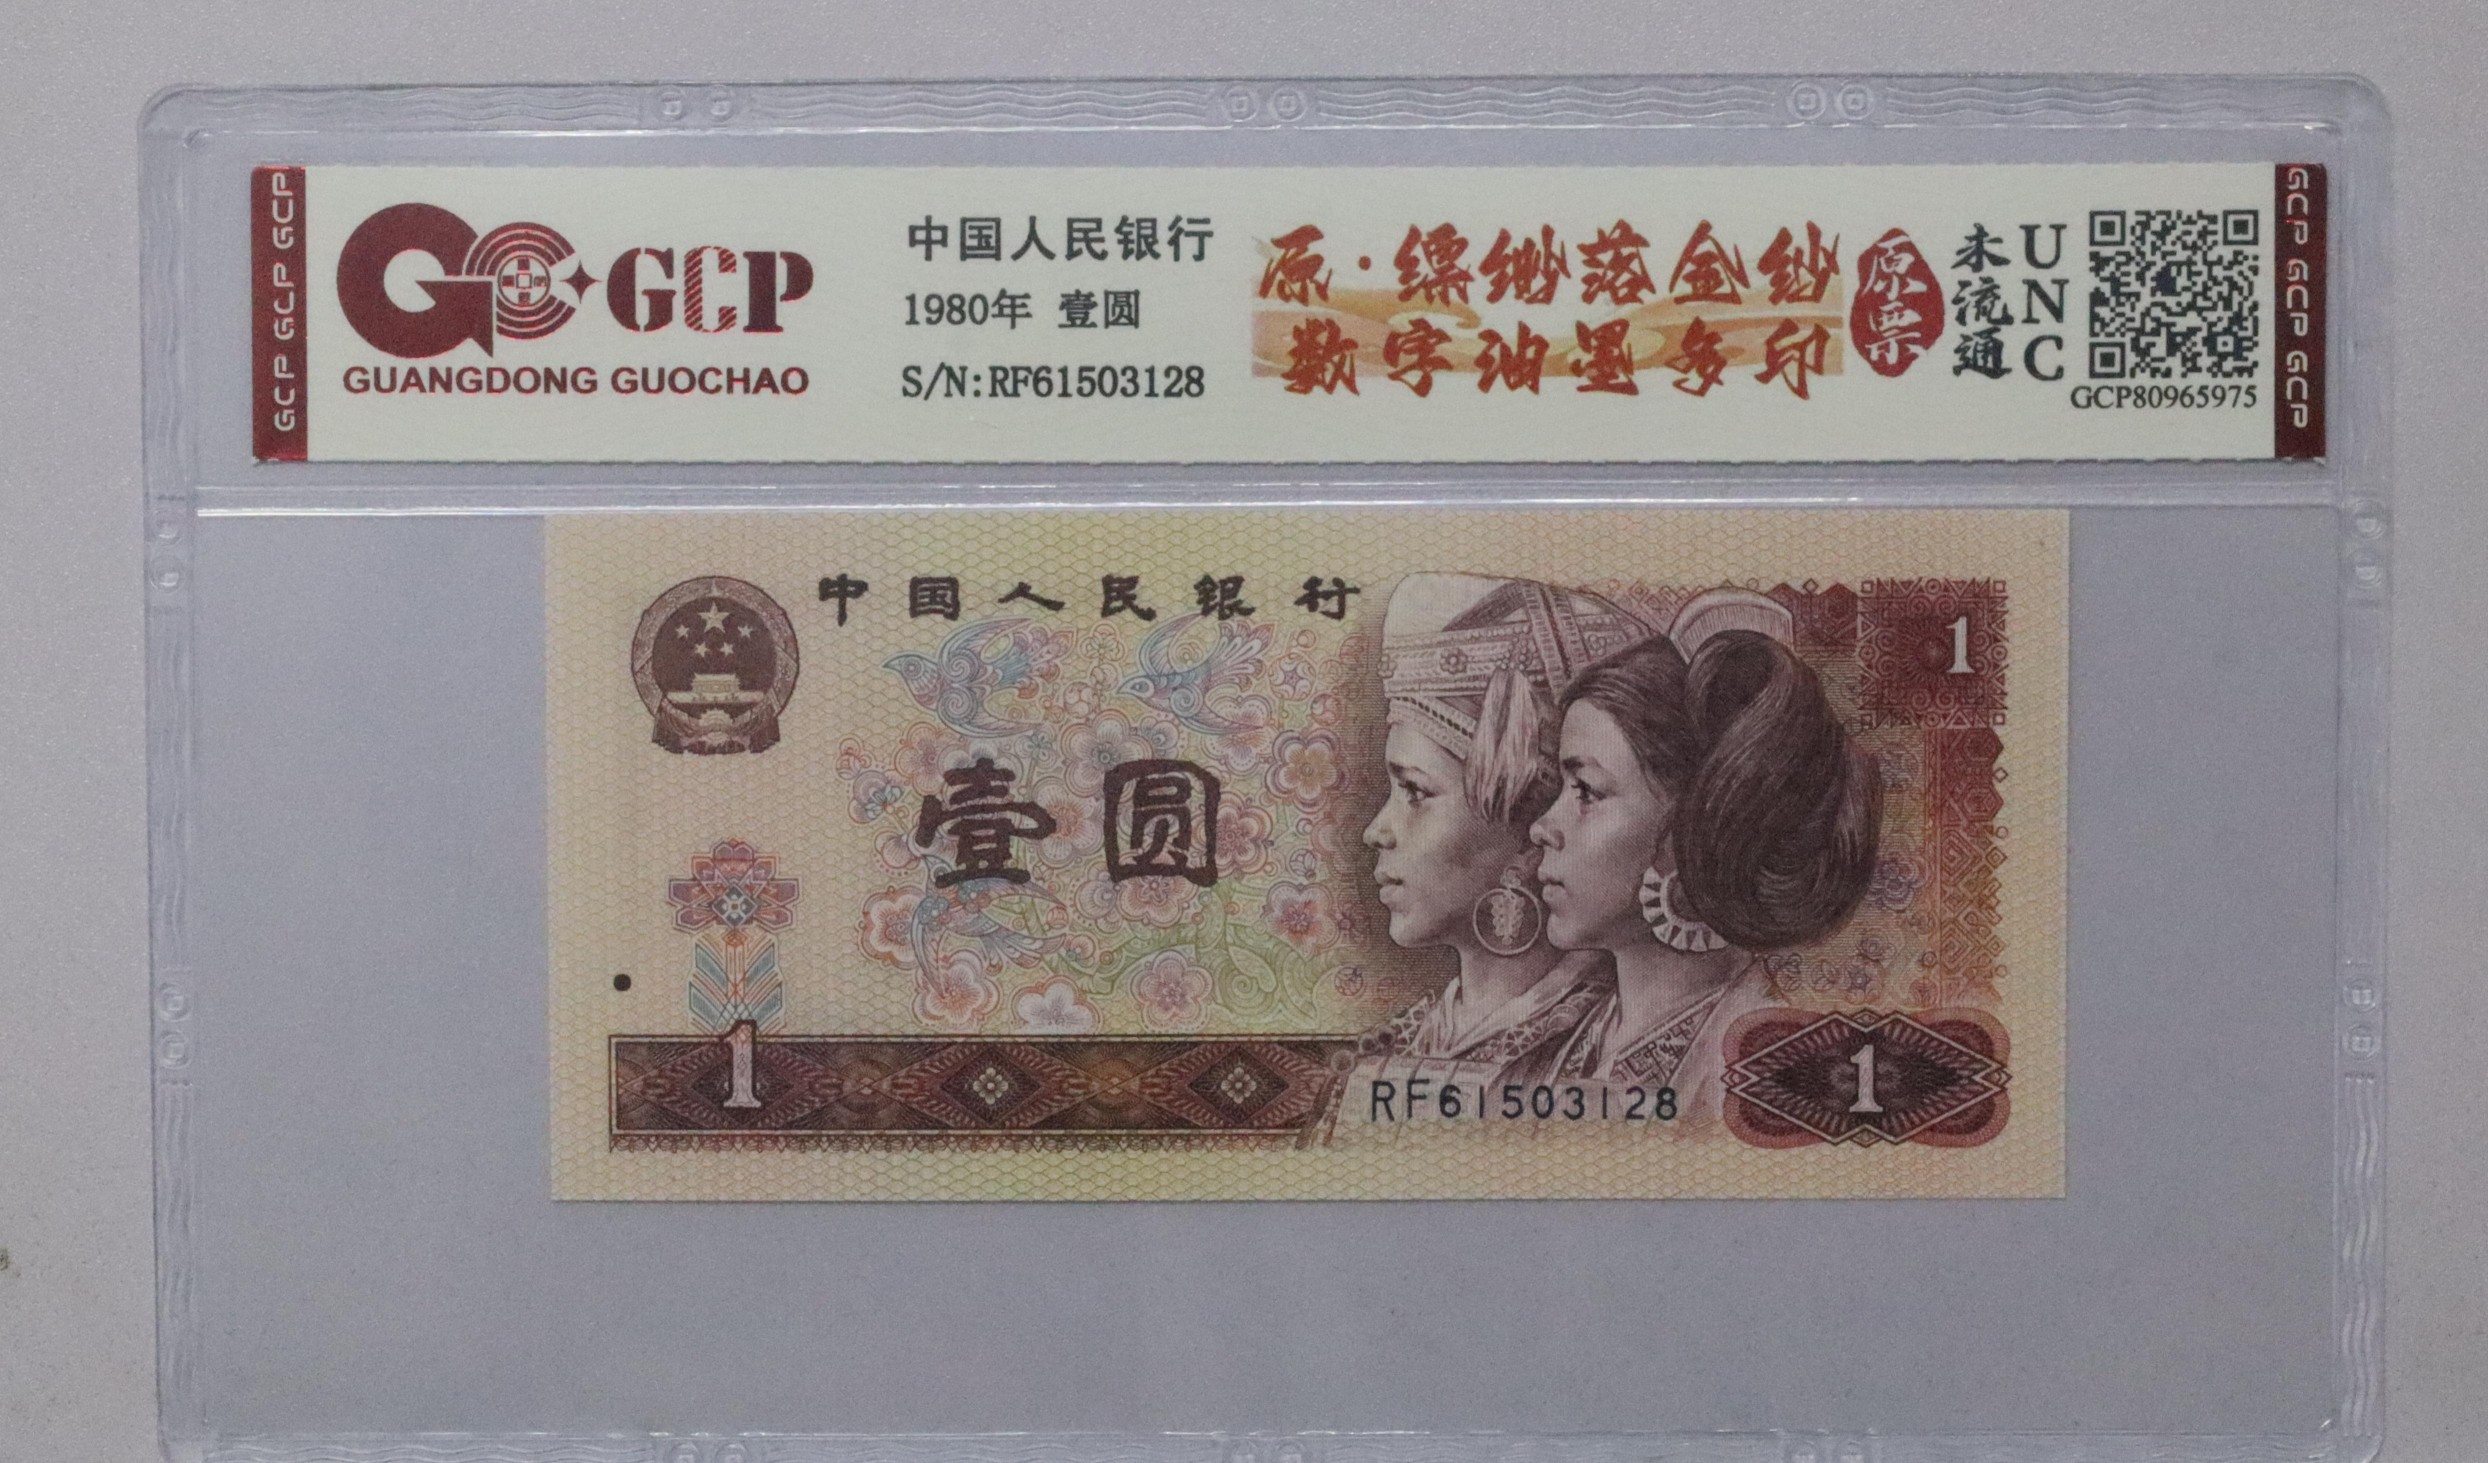 GCP GCP GCP
GCP
GUANGDONG GUOCHAO
中国人民银行
1980年 壹圆
S/N:RF61503128
原·缥缈落金纱
数字油墨多印
原票
未流通
UNC
GCP80965975
GCP GCP GCP
中国人民银行
1
壹圆
1
RF61503128
1